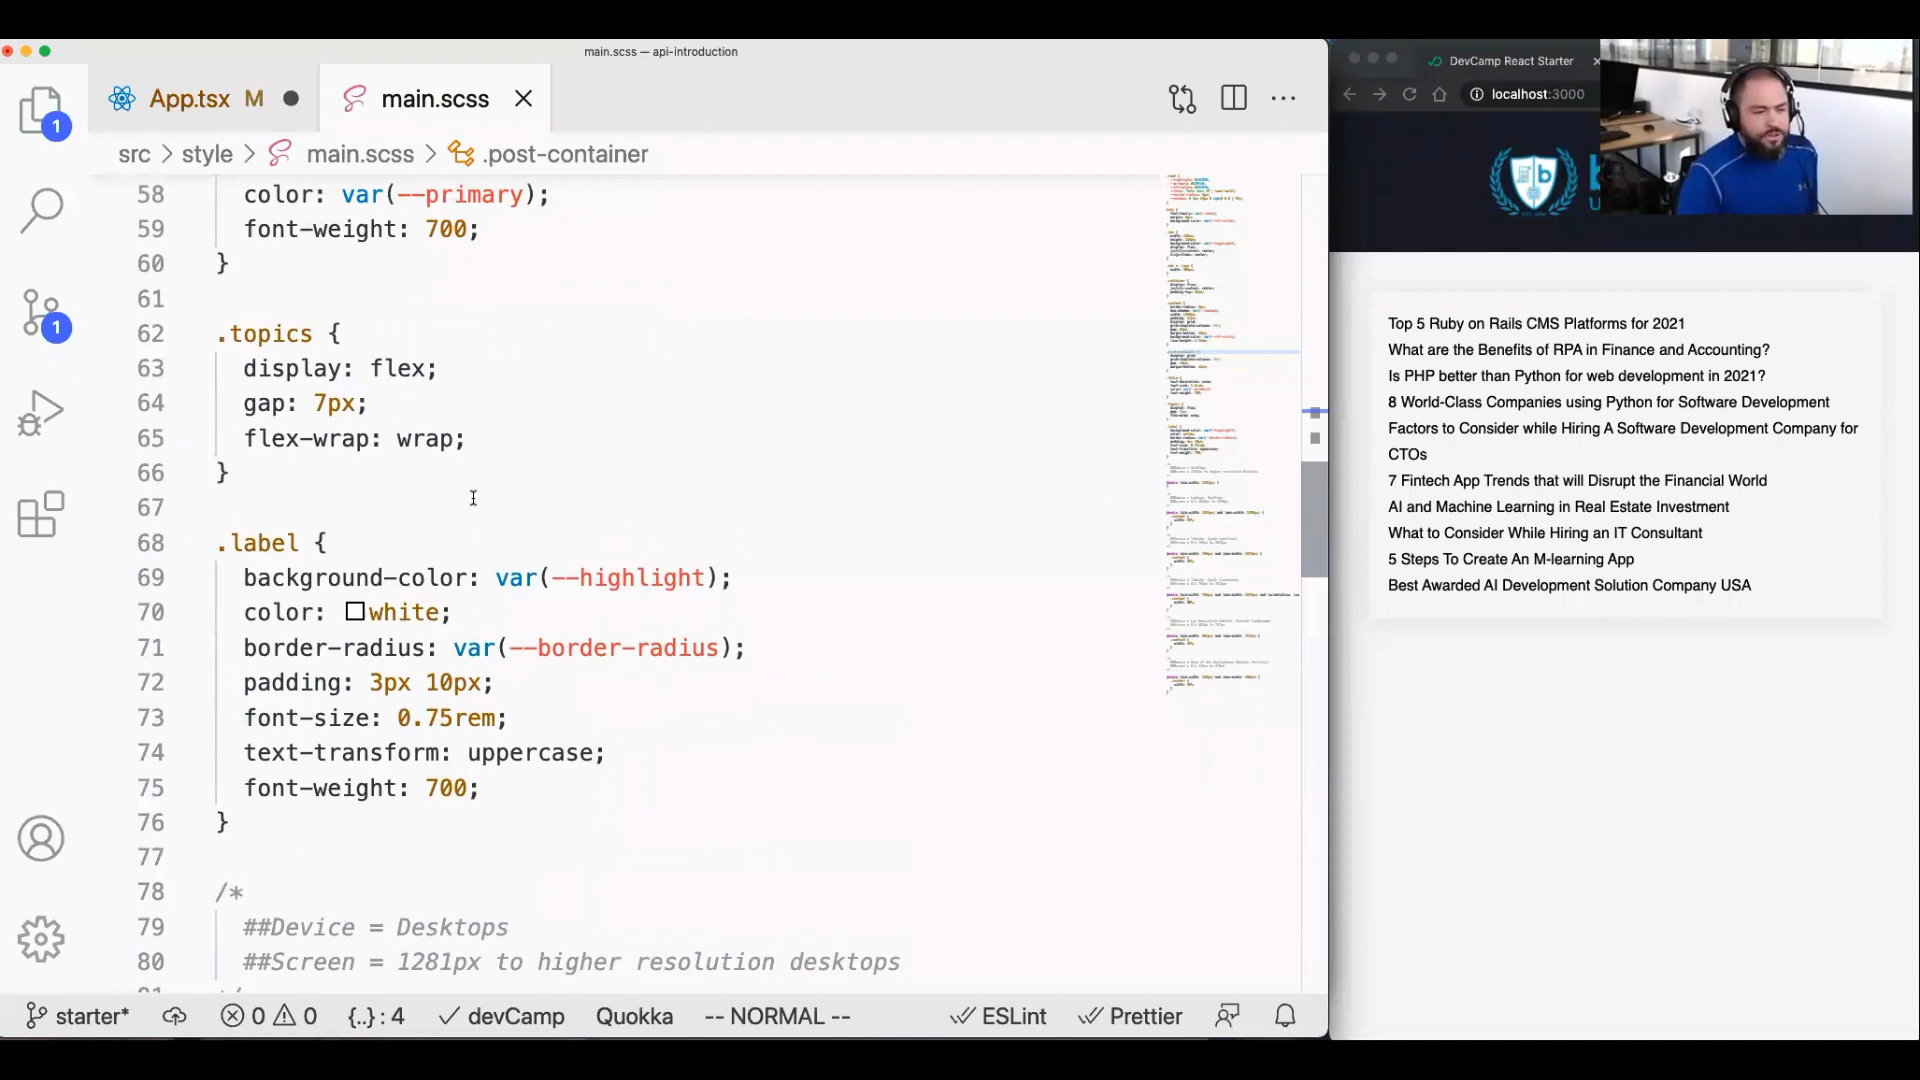 main.scss — api-introduction
App.tsx M
main.scss
src > style > main.scss > .post-container
58 color: var(--primary);
59 font-weight: 700;
60 }
61
62 .topics {
63 display: flex;
64 gap: 7px;
65 flex-wrap: wrap;
66 }
67
68 .label {
69 background-color: var(--highlight);
70 color: white;
71 border-radius: var(--border-radius);
72 padding: 3px 10px;
73 font-size: 0.75rem;
74 text-transform: uppercase;
75 font-weight: 700;
76 }
77
78 /*
79 ##Device = Desktops
80 ##Screen = 1281px to higher resolution desktops
1
1
starter*
0 0
{..} : 4
devCamp
Quokka
-- NORMAL --
ESLint
Prettier
DevCamp React Starter
localhost:3000
b
Top 5 Ruby on Rails CMS Platforms for 2021
What are the Benefits of RPA in Finance and Accounting?
Is PHP better than Python for web development in 2021?
8 World-Class Companies using Python for Software Development
Factors to Consider while Hiring A Software Development Company for
CTOs
7 Fintech App Trends that will Disrupt the Financial World
AI and Machine Learning in Real Estate Investment
What to Consider While Hiring an IT Consultant
5 Steps To Create An M-learning App
Best Awarded AI Development Solution Company USA